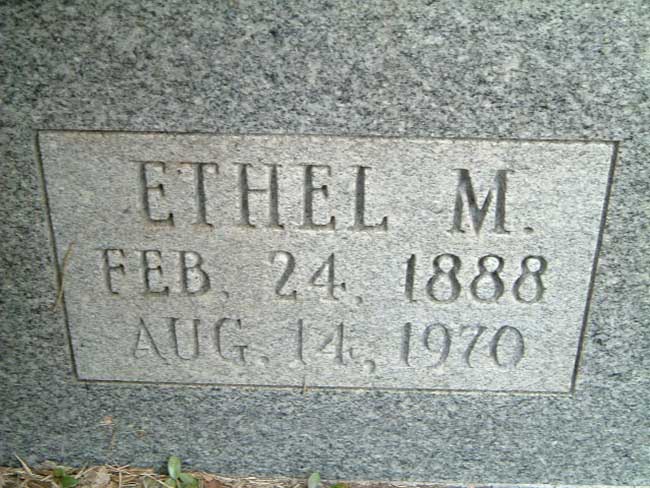 ETHEL M.
FEB. 24, 1888
AUG. 14, 1970